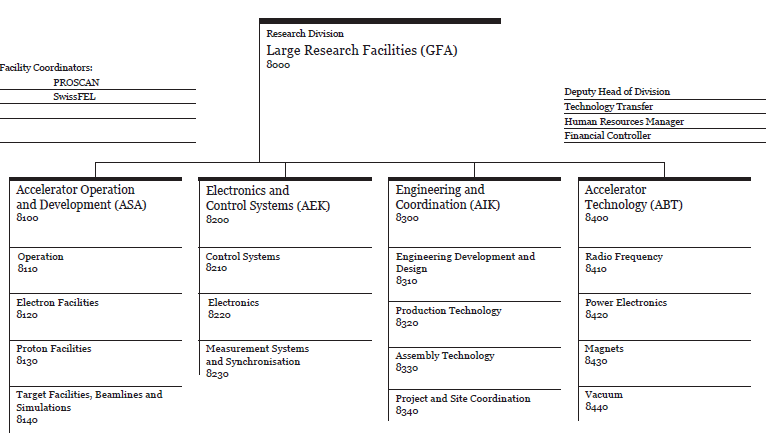 Research Division
Large Research Facilities (GFA)
8000
Facility Coordinators:
PROSCAN
SwissFEL
Deputy Head of Division
Technology Transfer
Human Resources Manager
Financial Controller
Accelerator Operation
and Development (ASA)
8100
Operation
8110
Electron Facilities
8120
Proton Facilities
8130
Target Facilities, Beamlines and
Simulations
8140
Electronics and
Control Systems (AEK)
8200
Control Systems
8210
Electronics
8220
Measurement Systems
and Synchronisation
8230
Engineering and
Coordination (AIK)
8300
Engineering Development and
Design
8310
Production Technology
8320
Assembly Technology
8330
Project and Site Coordination
8340
Accelerator
Technology (ABT)
8400
Radio Frequency
8410
Power Electronics
8420
Magnets
8430
Vacuum
8440